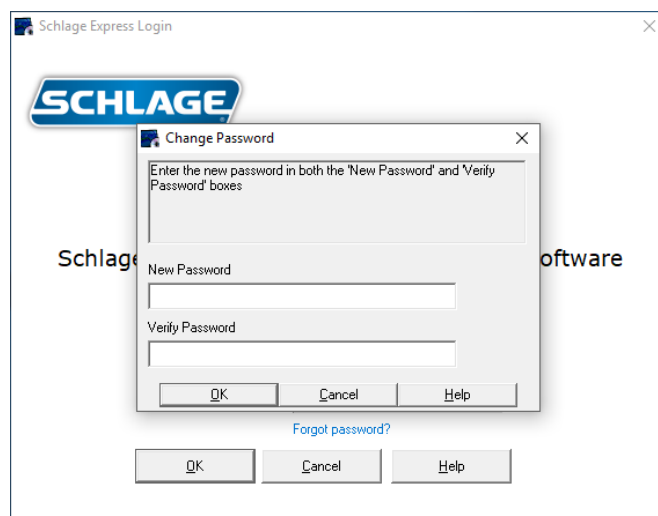 Schlage Express Login
SCHLAGE
Change Password
Enter the new password in both the 'New Password' and 'Verify
Password' boxes
Schlage oftware
New Password
Verify Password
OK Cancel Help
Forgot password?
OK Cancel Help